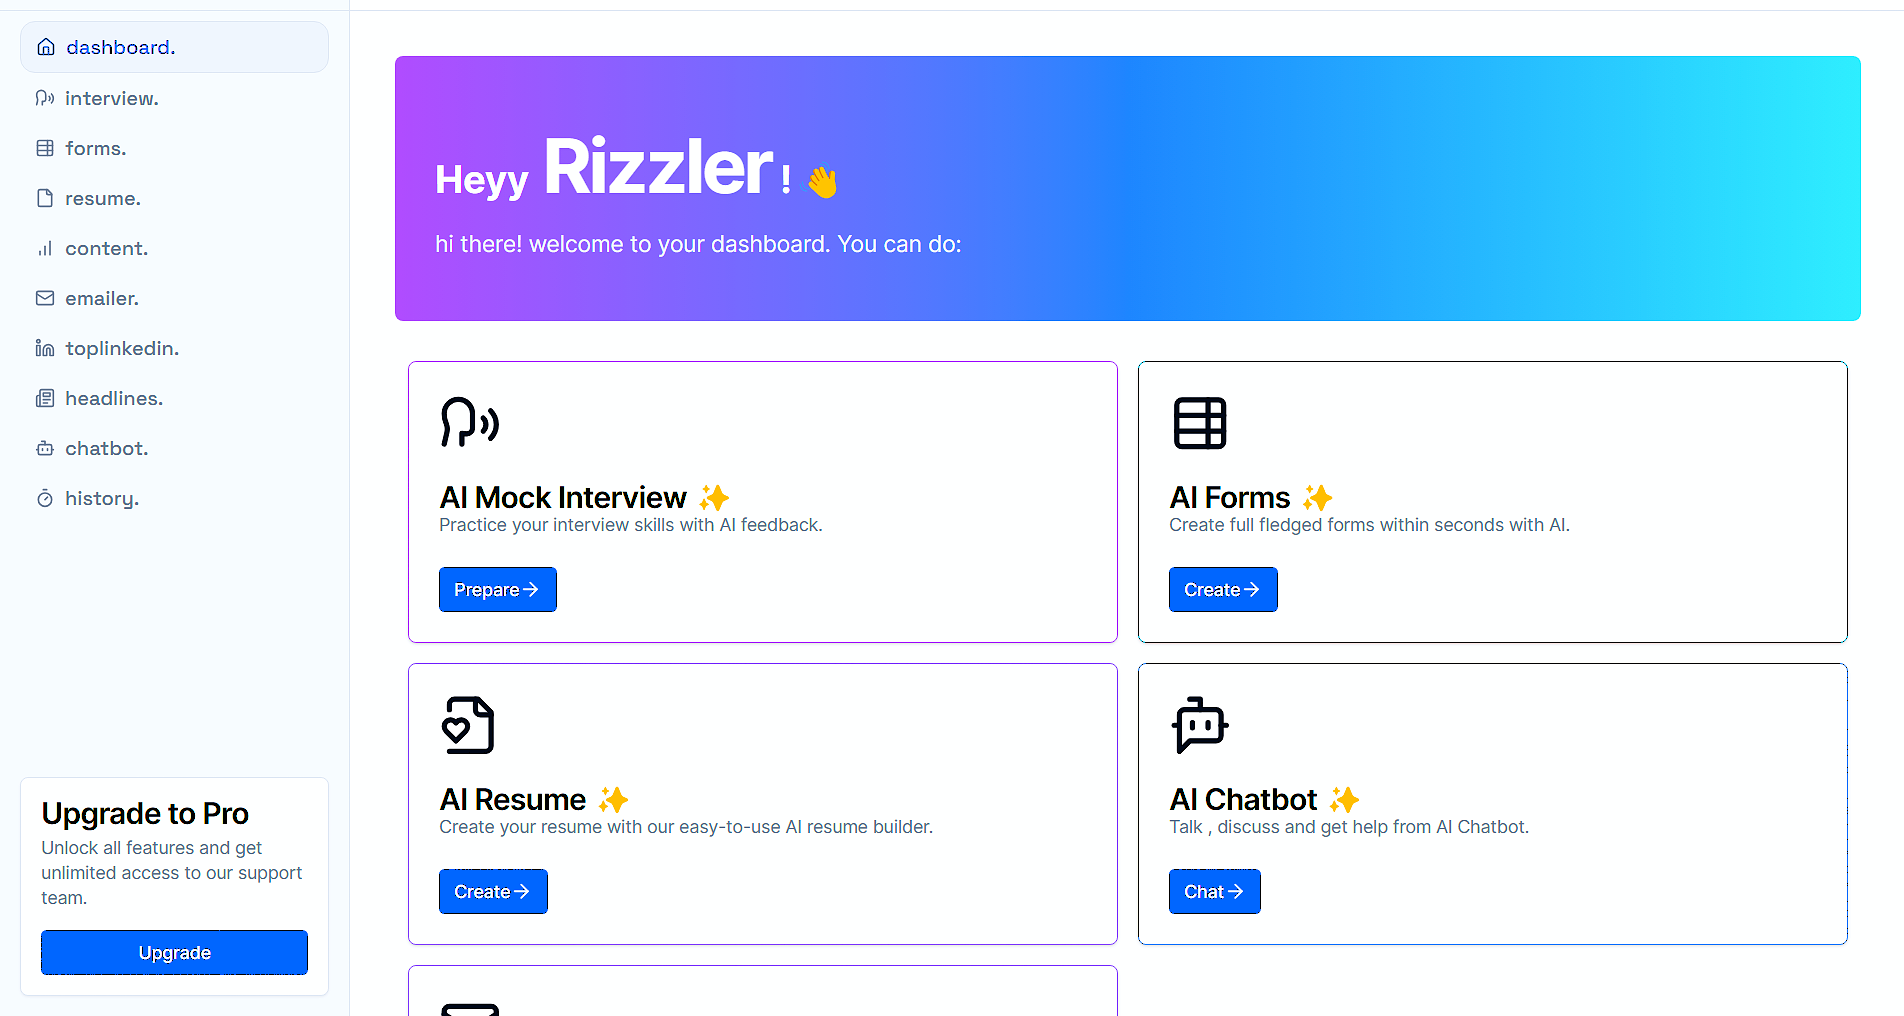 dashboard.
interview.
forms.
resume.
content.
emailer.
toplinkedin.
headlines.
chatbot.
history.
Upgrade to Pro
Unlock all features and get
unlimited access to our support
team.
Upgrade
Heyy Rizzler! 👋
hi there! welcome to your dashboard. You can do:
AI Mock Interview ✨
Practice your interview skills with AI feedback.
Prepare→
AI Forms ✨
Create full fledged forms within seconds with AI.
Create→
AI Resume ✨
Create your resume with our easy-to-use AI resume builder.
Create→
AI Chatbot ✨
Talk , discuss and get help from AI Chatbot.
Chat→